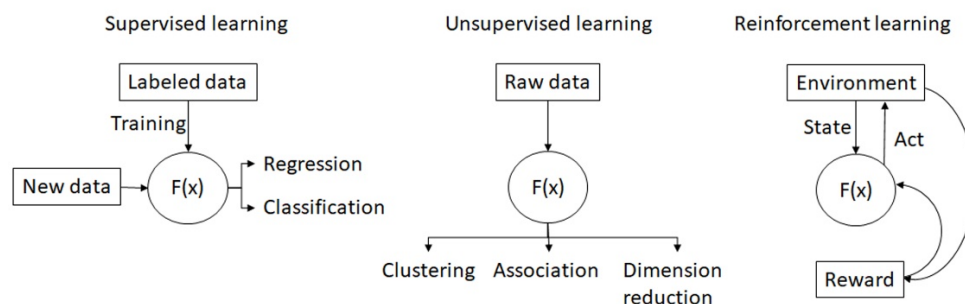 Supervised learning
Labeled data
Training
New data
F(x)
Regression
Classification
Unsupervised learning
Raw data
F(x)
Clustering
Association
Dimension
reduction
Reinforcement learning
Environment
State
Act
F(x)
Reward